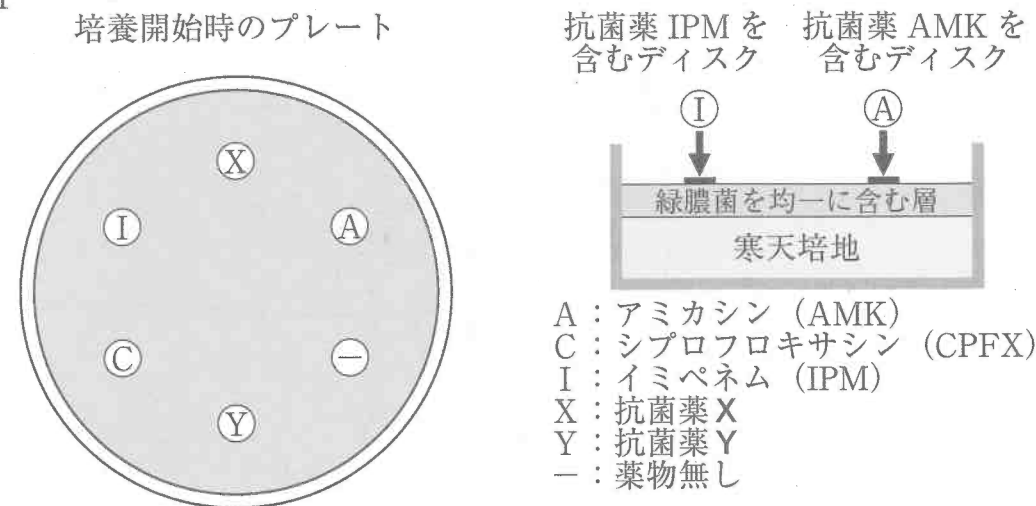 培養開始時のプレート
X
I
A
C
－
Y
抗菌薬 IPM を
含むディスク
抗菌薬 AMK を
含むディスク
I
A
緑膿菌を均一に含む層
寒天培地
A：アミカシン（AMK）
C：シプロフロキサシン（CPFX）
I：イミペネム（IPM）
X：抗菌薬X
Y：抗菌薬Y
－：薬物無し